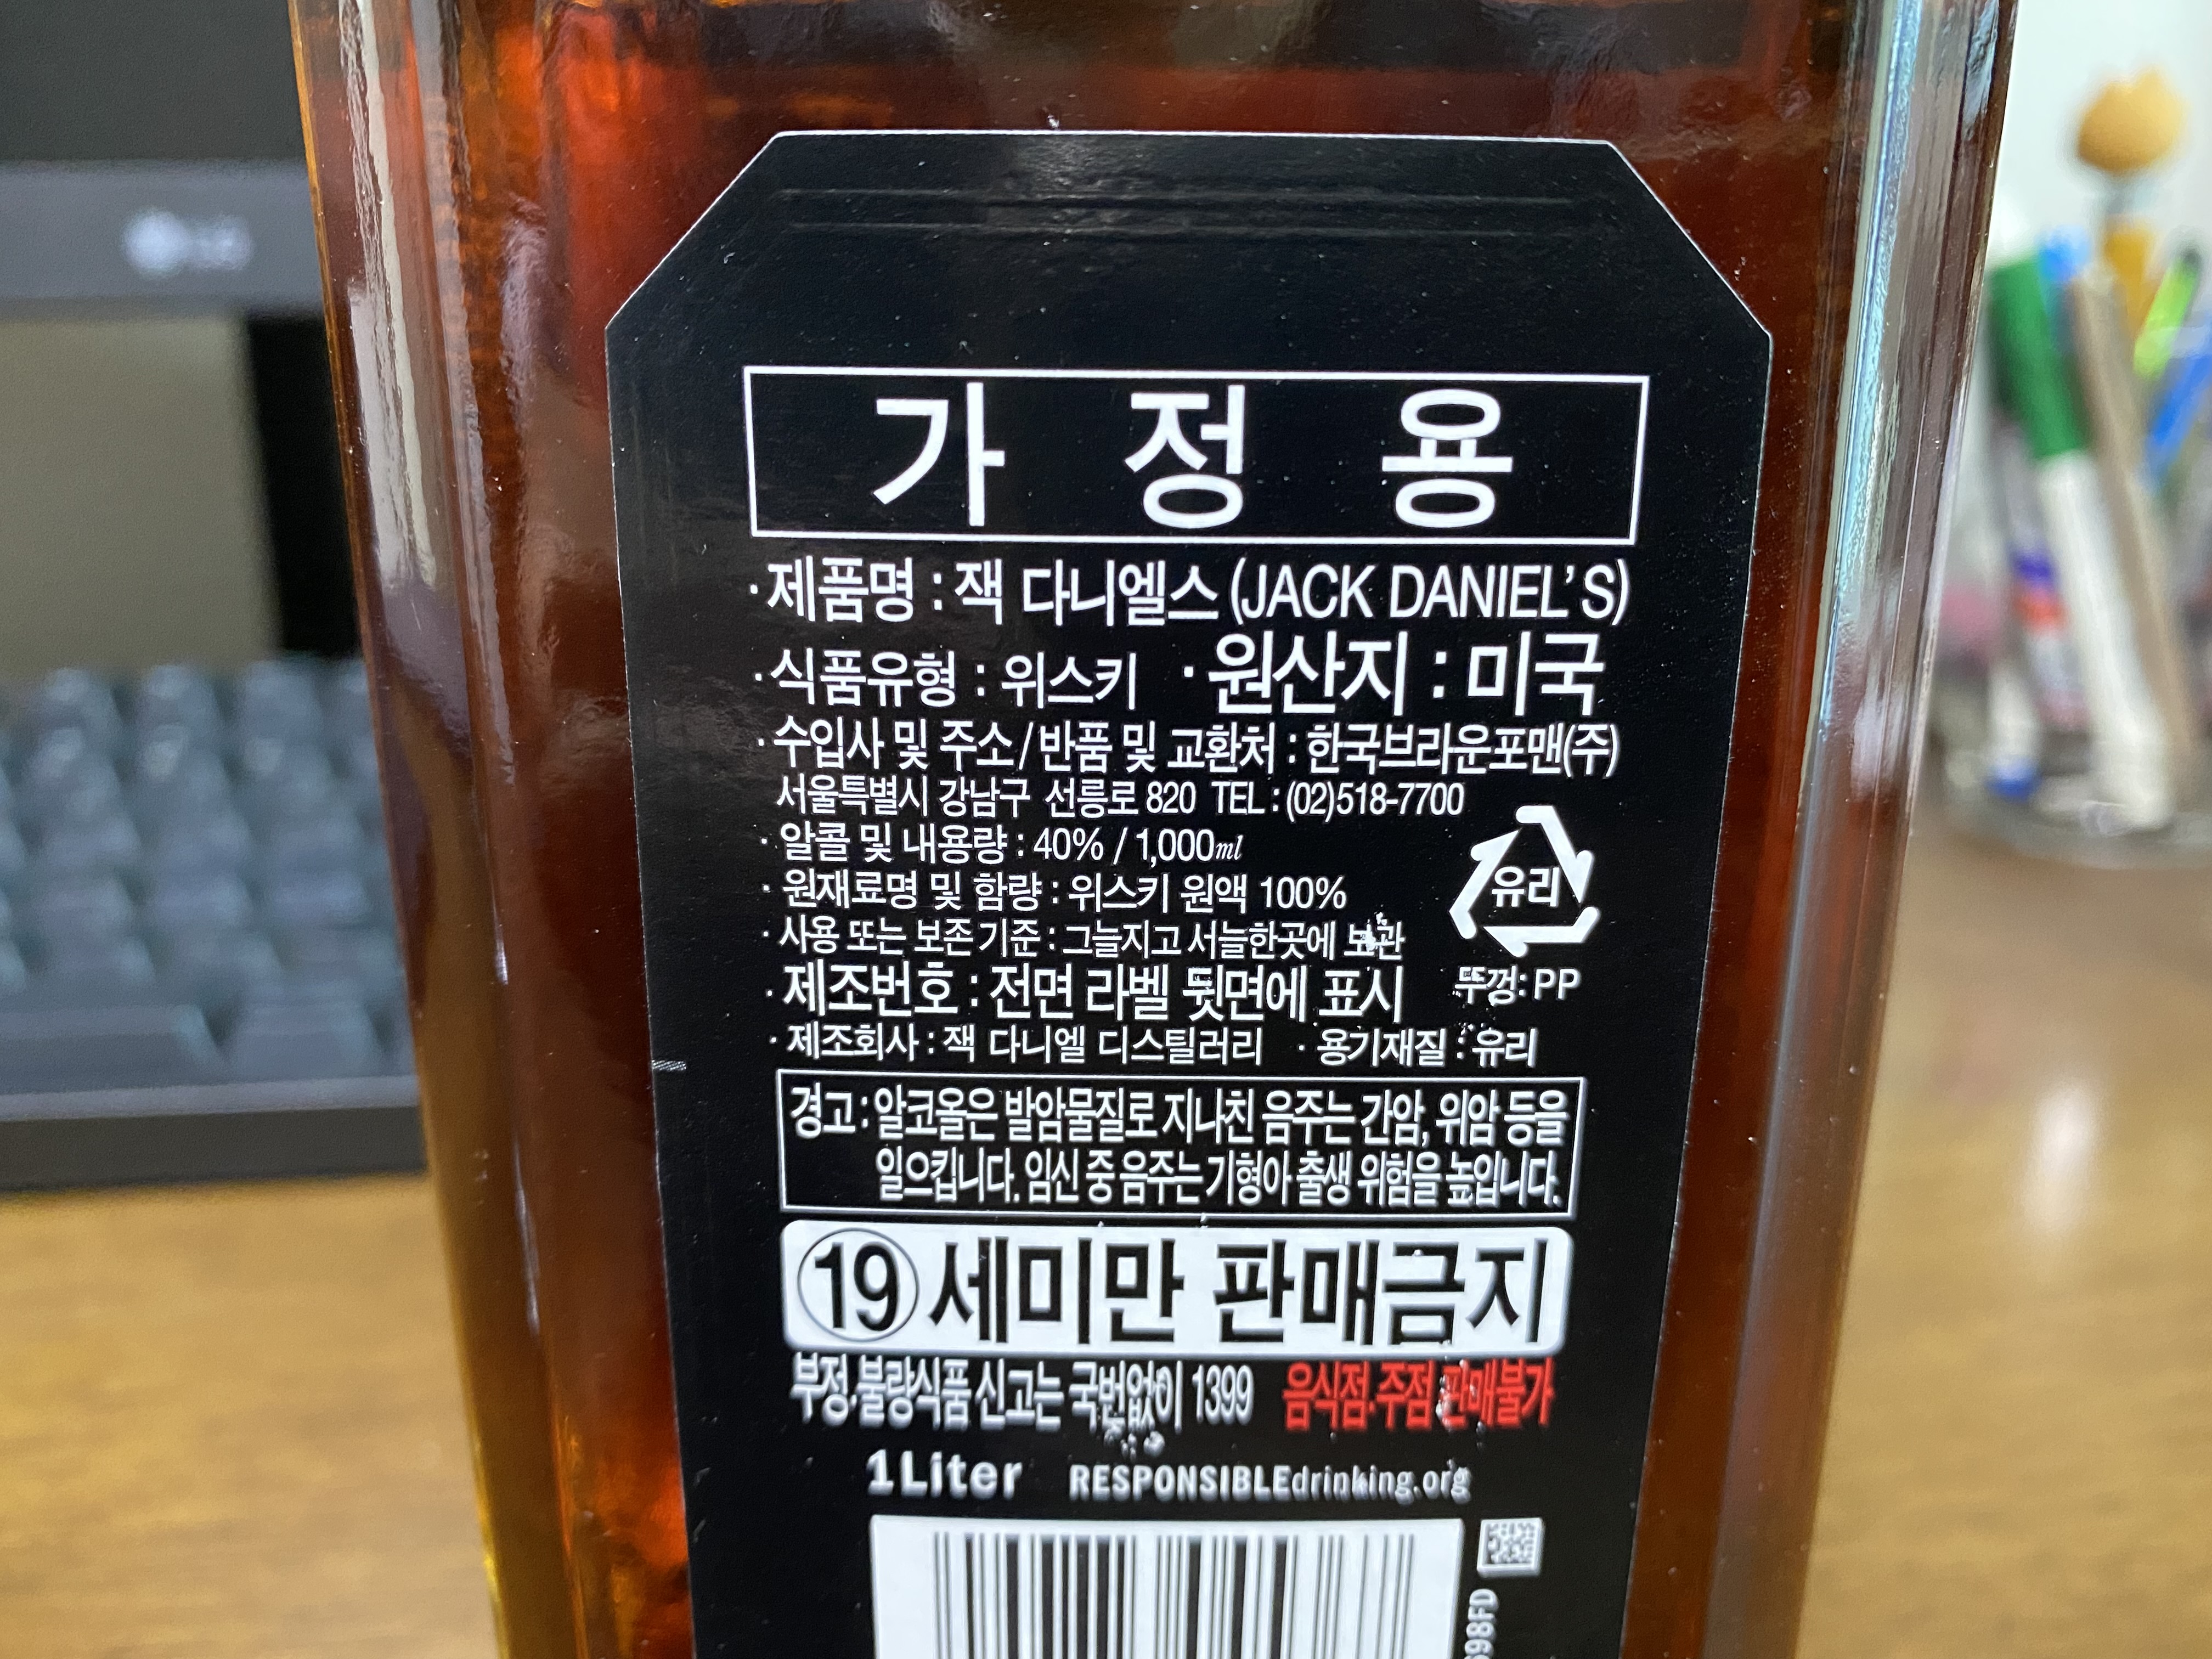 가 정 용
· 제품명 : 잭 다니엘스 (JACK DANIEL'S)
· 식품유형 : 위스키 · 원산지 : 미국
· 수입사 및 주소 / 반품 및 교환처 : 한국브라운포맨(주)
서울특별시 강남구 선릉로 820 TEL : (02)518-7700
· 알콜 및 내용량 : 40% / 1,000ml
· 원재료명 및 함량 : 위스키 원액 100%
유리
· 사용 또는 보존 기준 : 그늘지고 서늘한곳에 보관
· 제조번호 : 전면 라벨 뒷면에 표시
뚜껑: PP
· 제조회사 : 잭 다니엘 디스틸러리 · 용기재질 : 유리
경고 : 알코올은 발암물질로 지나친 음주는 간암, 위암 등을
일으킵니다. 임신 중 음주는 기형아 출생 위험을 높입니다.
19 세미만 판매금지
부정.불량식품 신고는 국번없이 1399 음식점.주점 판매불가
1 Liter RESPONSIBLEdrinking.org